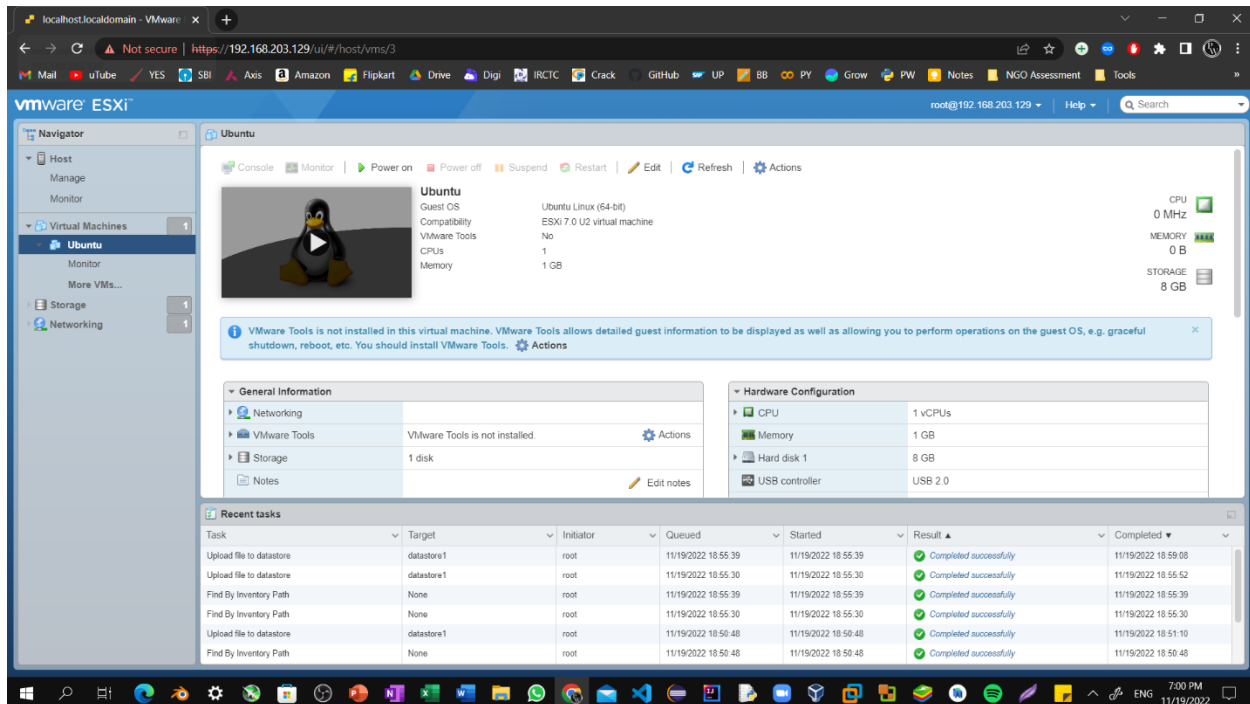 localhost.localdomain - VMware
Not secure | https://192.168.203.129/ui/#/host/vms/3
Mail uTube YES SBI Axis Amazon Flipkart Drive Digi IRCTC Crack GitHub UP BB PY Grow PW Notes NGO Assessment Tools »
vmware ESXi™ root@192.168.203.129 Help Search
Navigator
Host
Manage
Monitor
Virtual Machines 1
Ubuntu
Monitor
More VMs...
Storage 1
Networking 1
Ubuntu
Console Monitor Power on Power off Suspend Restart Edit Refresh Actions
Ubuntu
Guest OS Ubuntu Linux (64-bit)
Compatibility ESXi 7.0 U2 virtual machine
VMware Tools No
CPUs 1
Memory 1 GB
CPU
0 MHz
MEMORY
0 B
STORAGE
8 GB
VMware Tools is not installed in this virtual machine. VMware Tools allows detailed guest information to be displayed as well as allowing you to perform operations on the guest OS, e.g. graceful
shutdown, reboot, etc. You should install VMware Tools. Actions
General Information
Networking
VMware Tools VMware Tools is not installed. Actions
Storage 1 disk
Notes Edit notes
Hardware Configuration
CPU 1 vCPUs
Memory 1 GB
Hard disk 1 8 GB
USB controller USB 2.0
Recent tasks
Task Target Initiator Queued Started Result ▲ Completed ▼
Upload file to datastore datastore1 root 11/19/2022 18:55:39 11/19/2022 18:55:39 Completed successfully 11/19/2022 18:59:08
Upload file to datastore datastore1 root 11/19/2022 18:55:30 11/19/2022 18:55:30 Completed successfully 11/19/2022 18:55:52
Find By Inventory Path None root 11/19/2022 18:55:39 11/19/2022 18:55:39 Completed successfully 11/19/2022 18:55:39
Find By Inventory Path None root 11/19/2022 18:55:30 11/19/2022 18:55:30 Completed successfully 11/19/2022 18:55:30
Upload file to datastore datastore1 root 11/19/2022 18:50:48 11/19/2022 18:50:48 Completed successfully 11/19/2022 18:51:10
Find By Inventory Path None root 11/19/2022 18:50:48 11/19/2022 18:50:48 Completed successfully 11/19/2022 18:50:48
ENG 7:00 PM
11/19/2022